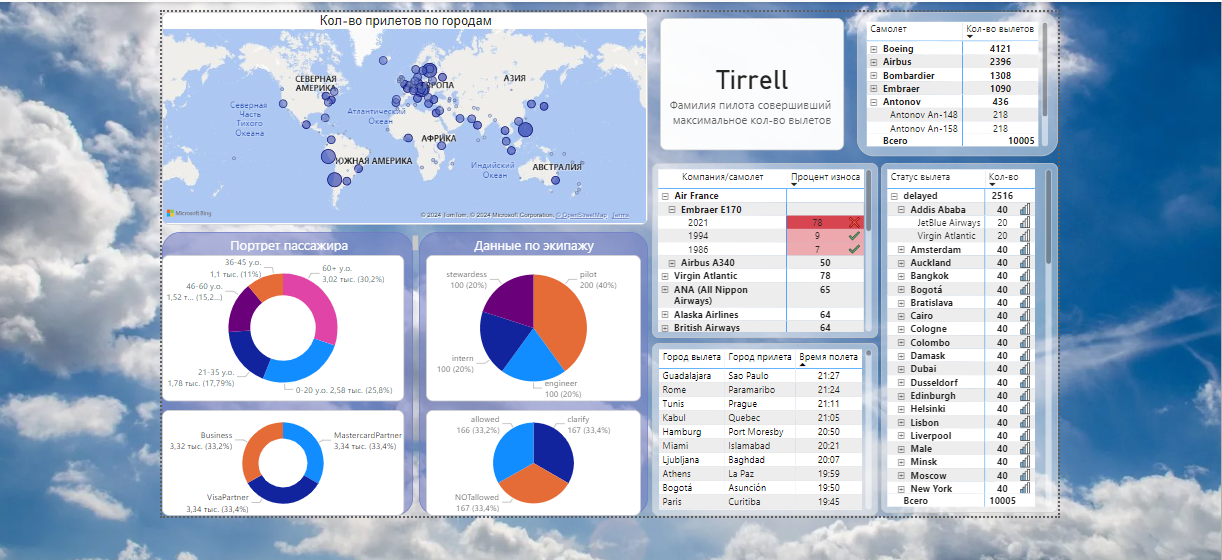 Кол-во прилетов по городам
СЕВЕРНАЯ
АМЕРИКА
АЗИЯ
Северная
Часть
Тихого
Океана
Атлантический
Океан
АФРИКА
ЮЖНАЯ АМЕРИКА
Индийский
Океан
АВСТРАЛИЯ
Microsoft Bing
© 2024 TomTom, © 2024 Microsoft Corporation, © OpenStreetMap Terms
Tirrell
Фамилия пилота совершивший
максимальное кол-во вылетов
Самолет Кол-во вылетов
Boeing 4121
Airbus 2396
Bombardier 1308
Embraer 1090
Antonov 436
Antonov An-148 218
Antonov An-158 218
Всего 10005
Портрет пассажира
36-45 y.o.
1,1 тыс. (11%)
60+ y.o.
3,02 тыс. (30,2%)
46-60 y.o.
1,52 т... (15,2...)
21-35 y.o.
1,78 тыс. (17,79%)
0-20 y.o. 2,58 тыс. (25,8%)
Business
3,32 тыс. (33,2%)
MastercardPartner
3,34 тыс. (33,4%)
VisaPartner
3,34 тыс. (33,4%)
Данные по экипажу
stewardess
100 (20%)
pilot
200 (40%)
intern
100 (20%)
engineer
100 (20%)
allowed
166 (33,2%)
clarify
167 (33,4%)
NOTallowed
167 (33,4%)
Компания/самолет Процент износа
Air France
Embraer E170
2021 78
1994 9
1986 7
Airbus A340 50
Virgin Atlantic 78
ANA (All Nippon
Airways) 65
Alaska Airlines 64
British Airways 64
Город вылета Город прилета Время полета
Guadalajara Sao Paulo 21:27
Rome Paramaribo 21:24
Tunis Prague 21:11
Kabul Quebec 21:05
Hamburg Port Moresby 20:50
Miami Islamabad 20:21
Ljubljana Baghdad 20:07
Athens La Paz 19:59
Bogotá Asunción 19:50
Paris Curitiba 19:45
Статус вылета Кол-во
delayed 2516
Addis Ababa 40
JetBlue Airways 20
Virgin Atlantic 20
Amsterdam 40
Auckland 40
Bangkok 40
Bogotá 40
Bratislava 40
Cairo 40
Cologne 40
Colombo 40
Damask 40
Dubai 40
Dusseldorf 40
Edinburgh 40
Helsinki 40
Lisbon 40
Liverpool 40
Male 40
Minsk 40
Moscow 40
New York 40
Всего 10005